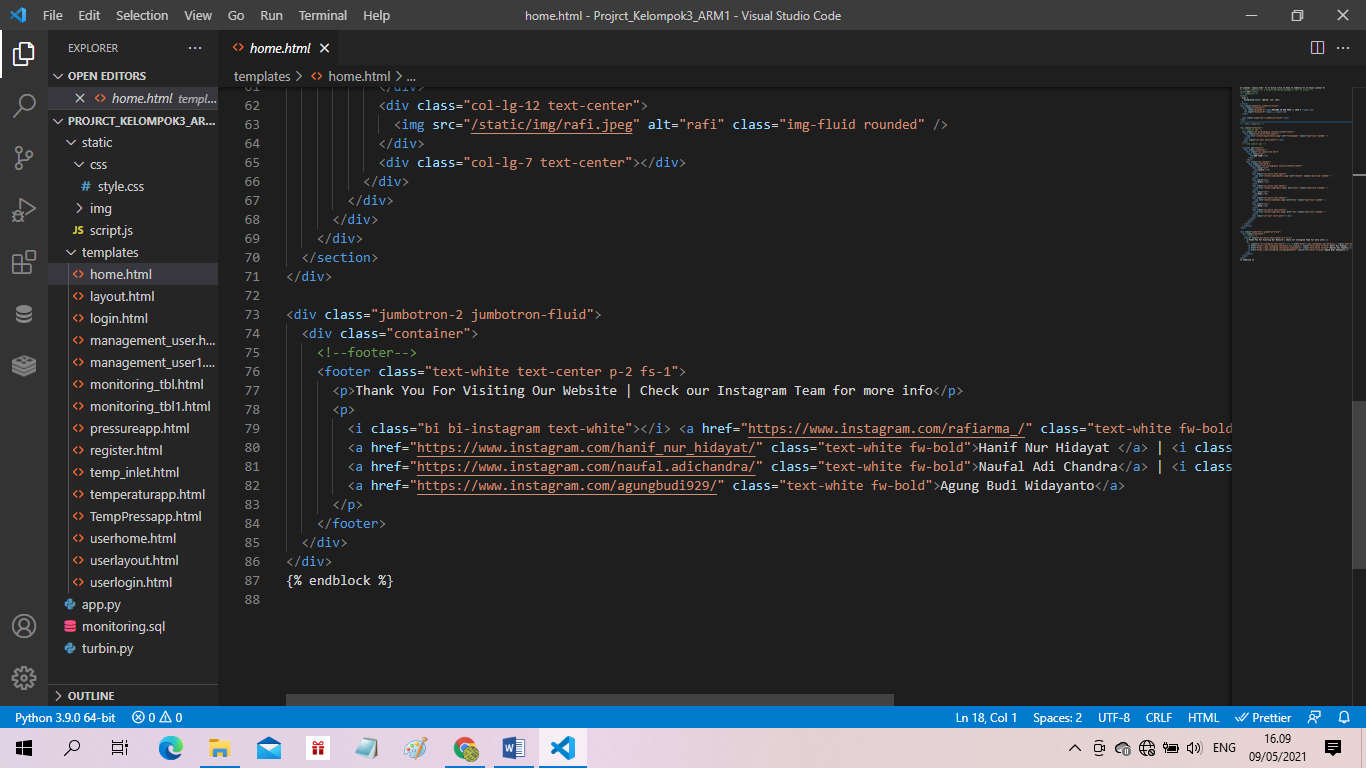 File Edit Selection View Go Run Terminal Help
home.html - Projrct_Kelompok3_ARM1 - Visual Studio Code
EXPLORER
OPEN EDITORS
home.html templ...
PROJRCT_KELOMPOK3_AR...
static
css
# style.css
img
JS script.js
templates
home.html
layout.html
login.html
management_user.h...
management_user1....
monitoring_tbl.html
monitoring_tbl1.html
pressureapp.html
register.html
temp_inlet.html
temperaturapp.html
TempPressapp.html
userhome.html
userlayout.html
userlogin.html
app.py
monitoring.sql
turbin.py
OUTLINE
home.html
templates > home.html > ...
61 </div>
62 <div class="col-lg-12 text-center">
63 <img src="/static/img/rafi.jpeg" alt="rafi" class="img-fluid rounded" />
64 </div>
65 <div class="col-lg-7 text-center"></div>
66 </div>
67 </div>
68 </div>
69 </div>
70 </section>
71 </div>
72
73 <div class="jumbotron-2 jumbotron-fluid">
74 <div class="container">
75 <!--footer-->
76 <footer class="text-white text-center p-2 fs-1">
77 <p>Thank You For Visiting Our Website | Check our Instagram Team for more info</p>
78 <p>
79 <i class="bi bi-instagram text-white"></i> <a href="https://www.instagram.com/rafiarma_/" class="text-white fw-bold
80 <a href="https://www.instagram.com/hanif_nur_hidayat/" class="text-white fw-bold">Hanif Nur Hidayat </a> | <i clas
81 <a href="https://www.instagram.com/naufal.adichandra/" class="text-white fw-bold">Naufal Adi Chandra</a> | <i clas
82 <a href="https://www.instagram.com/agungbudi929/" class="text-white fw-bold">Agung Budi Widayanto</a>
83 </p>
84 </footer>
85 </div>
86 </div>
87 {% endblock %}
88
Python 3.9.0 64-bit 0 0 Ln 18, Col 1 Spaces: 2 UTF-8 CRLF HTML Prettier
ENG
16.09
09/05/2021